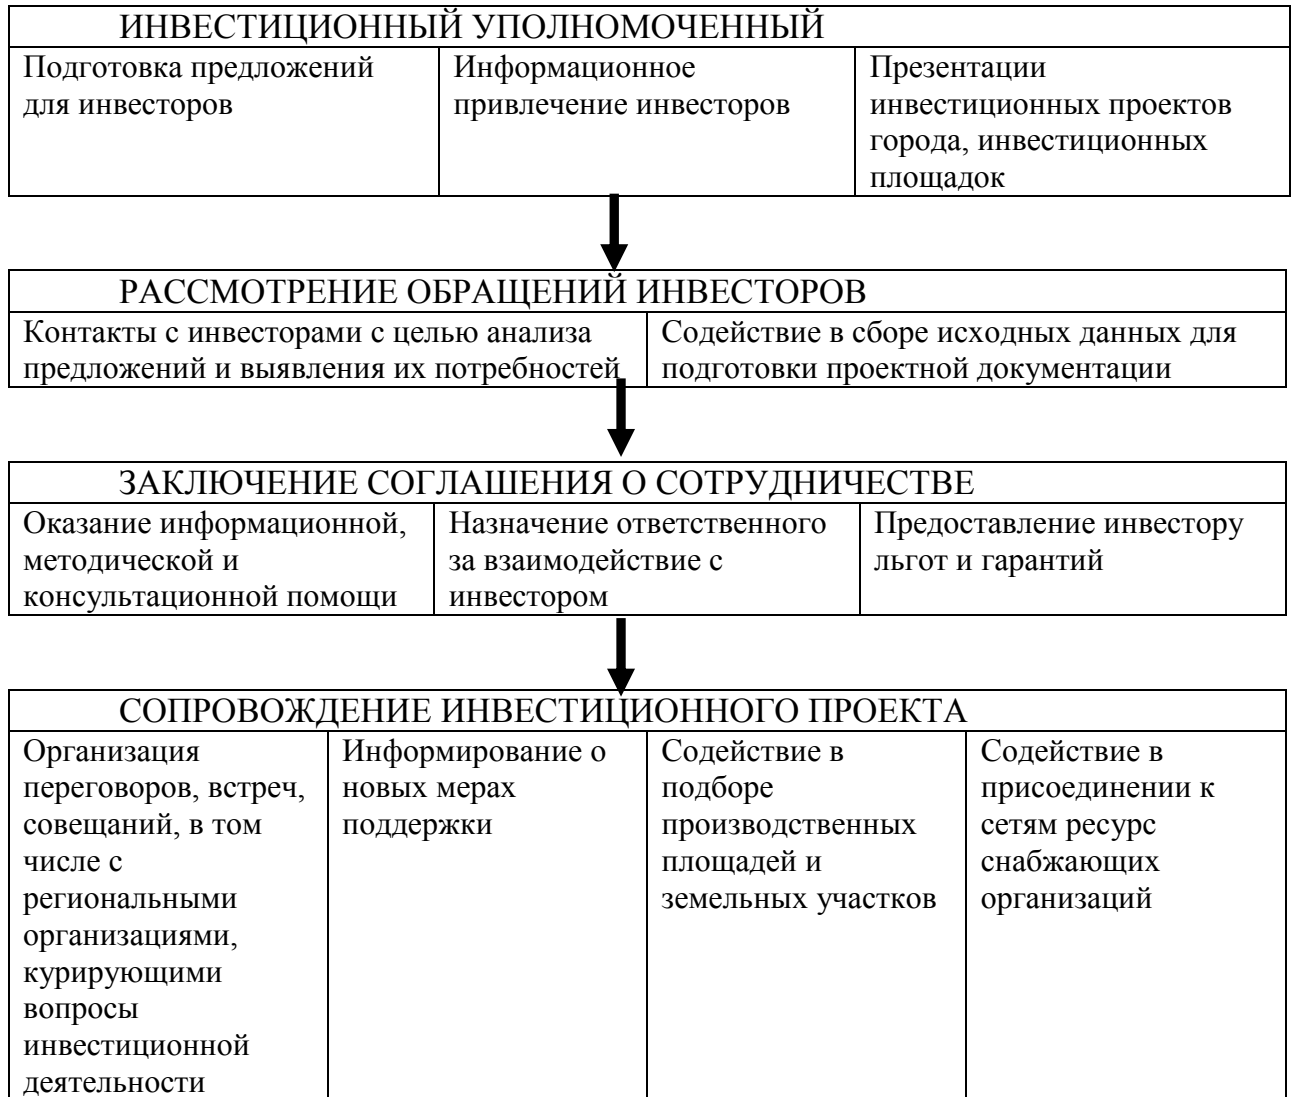 ИНВЕСТИЦИОННЫЙ УПОЛНОМОЧЕННЫЙ
Подготовка предложений
для инвесторов
Информационное
привлечение инвесторов
Презентации
инвестиционных проектов
города, инвестиционных
площадок
РАССМОТРЕНИЕ ОБРАЩЕНИЙ ИНВЕСТОРОВ
Контакты с инвесторами с целью анализа
предложений и выявления их потребностей
Содействие в сборе исходных данных для
подготовки проектной документации
ЗАКЛЮЧЕНИЕ СОГЛАШЕНИЯ О СОТРУДНИЧЕСТВЕ
Оказание информационной,
методической и
консультационной помощи
Назначение ответственного
за взаимодействие с
инвестором
Предоставление инвестору
льгот и гарантий
СОПРОВОЖДЕНИЕ ИНВЕСТИЦИОННОГО ПРОЕКТА
Организация
переговоров, встреч,
совещаний, в том
числе с
региональными
организациями,
курирующими
вопросы
инвестиционной
деятельности
Информирование о
новых мерах
поддержки
Содействие в
подборе
производственных
площадей и
земельных участков
Содействие в
присоединении к
сетям ресурс
снабжающих
организаций